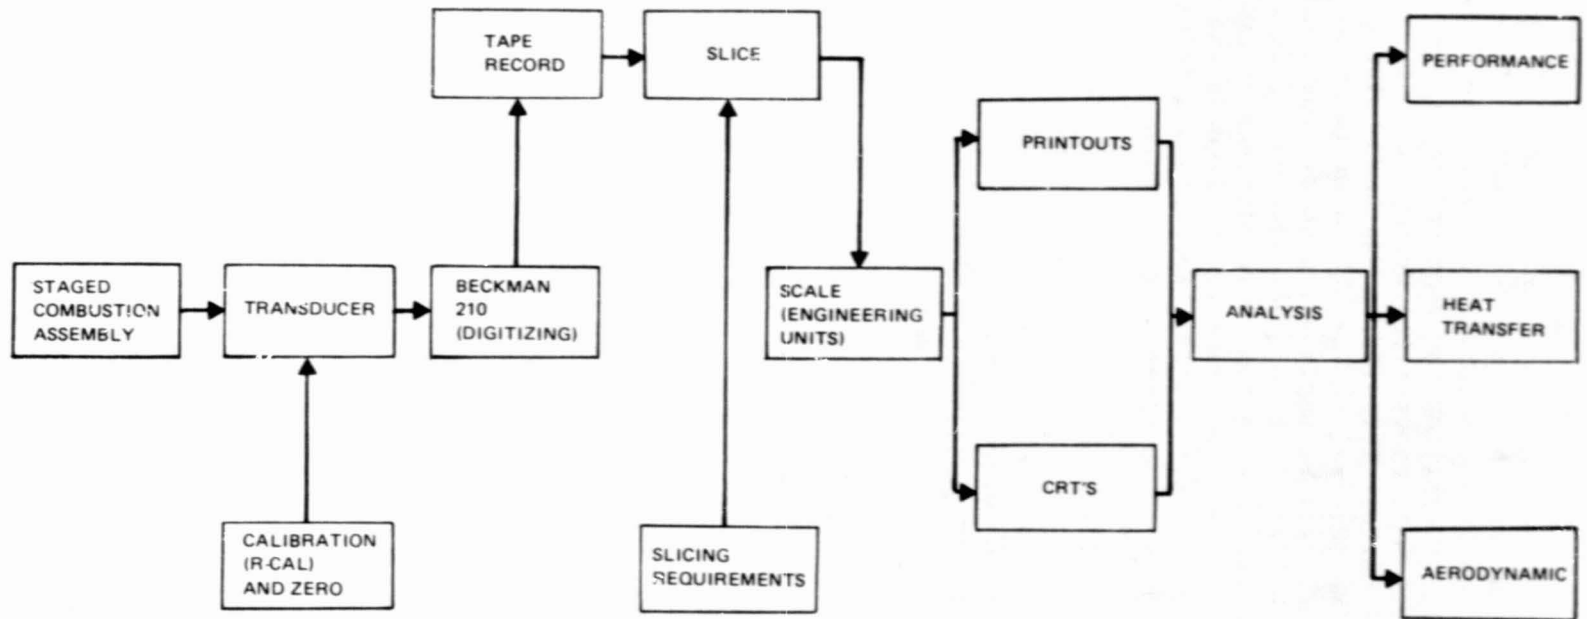 TAPE
RECORD
SLICE
PERFORMANCE
PRINTOUTS
STAGED
COMBUSTION
ASSEMBLY
TRANSDUCER
BECKMAN
210
(DIGITIZING)
SCALE
(ENGINEERING
UNITS)
ANALYSIS
HEAT
TRANSFER
CRT'S
CALIBRATION
(R-CAL)
AND ZERO
SLICING
REQUIREMENTS
AERODYNAMIC